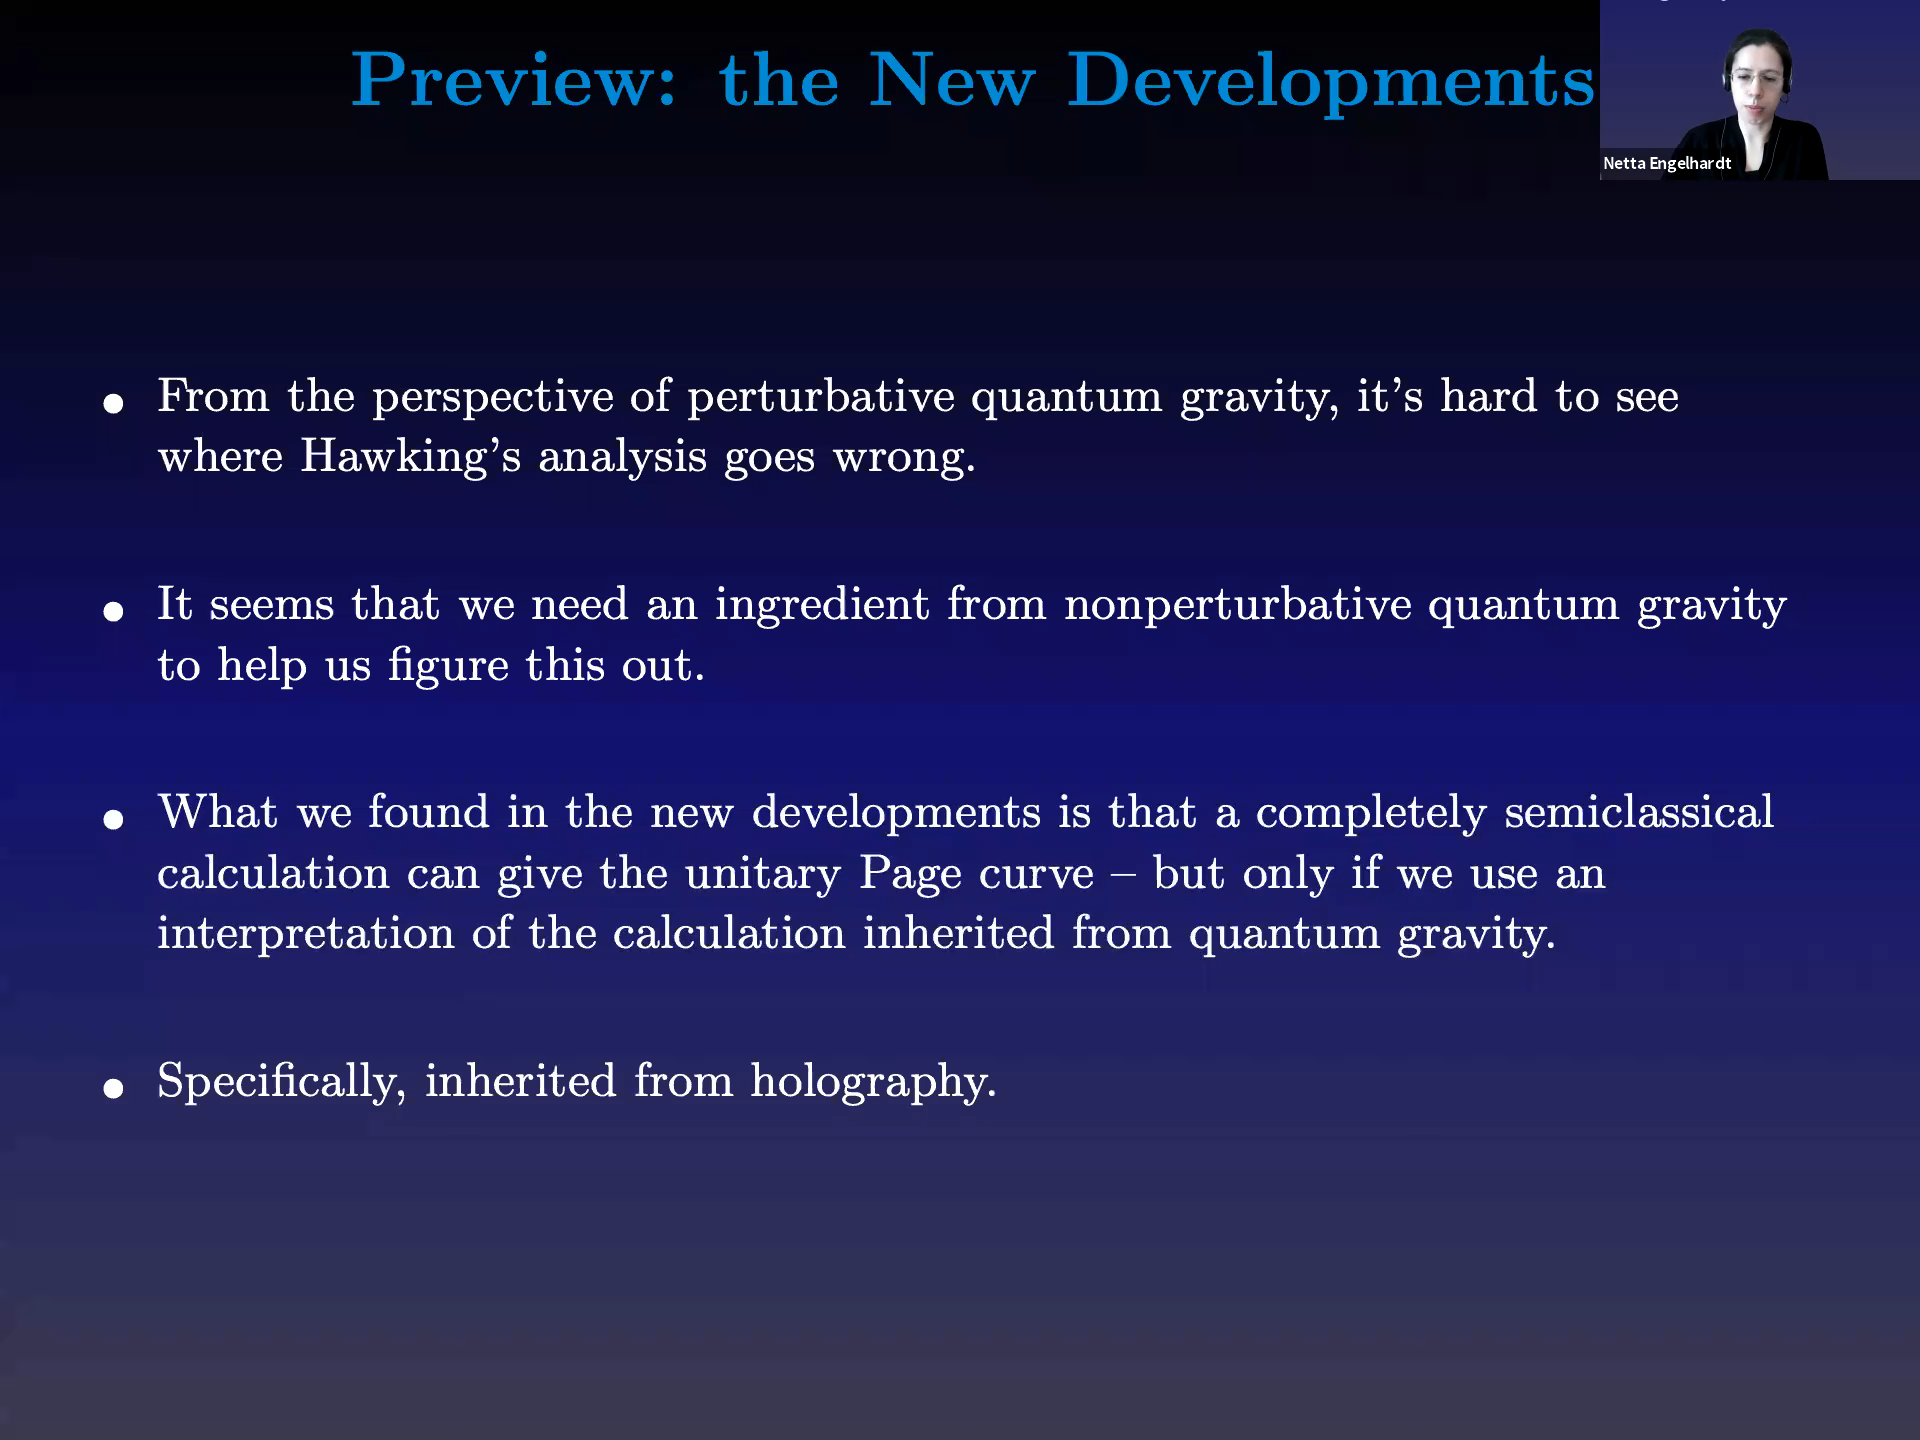 Preview: the New Developments
Netta Engelhardt
• From the perspective of perturbative quantum gravity, it's hard to see
where Hawking's analysis goes wrong.
• It seems that we need an ingredient from nonperturbative quantum gravity
to help us figure this out.
• What we found in the new developments is that a completely semiclassical
calculation can give the unitary Page curve – but only if we use an
interpretation of the calculation inherited from quantum gravity.
• Specifically, inherited from holography.